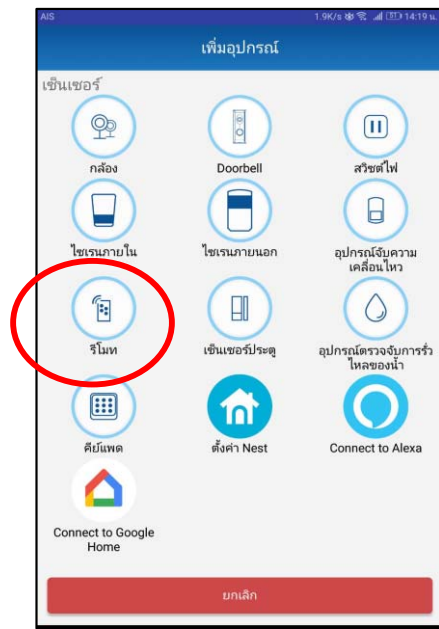 AIS 1.9K/s 14:19 น.
เพิ่มอุปกรณ์
เซ็นเซอร์
กล้อง Doorbell สวิชต์ไฟ
ไซเรนภายใน ไซเรนภายนอก อุปกรณ์จับความ
เคลื่อนไหว
รีโมท เซ็นเซอร์ประตู อุปกรณ์ตรวจจับการรั่ว
ไหลของน้ำ
คีย์แพด ตั้งค่า Nest Connect to Alexa
Connect to Google
Home
ยกเลิก